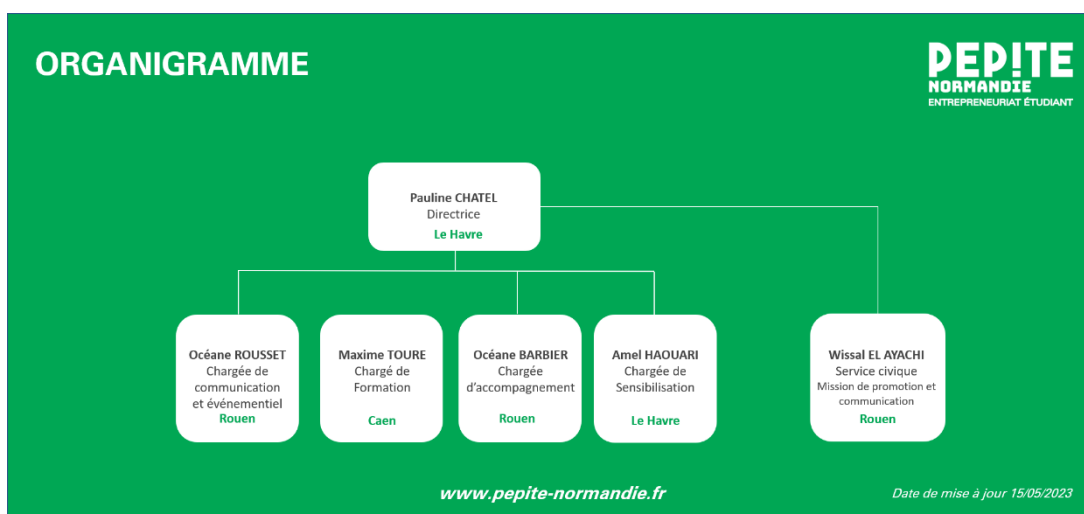 ORGANIGRAMME
PEP!TE
NORMANDIE
ENTREPRENEURIAT ÉTUDIANT
Pauline CHATEL
Directrice
Le Havre
Océane ROUSSET
Chargée de
communication
et événementiel
Rouen
Maxime TOURE
Chargé de
Formation
Caen
Océane BARBIER
Chargée
d'accompagnement
Rouen
Amel HAOUARI
Chargée de
Sensibilisation
Le Havre
Wissal EL AYACHI
Service civique
Mission de promotion et
communication
Rouen
www.pepite-normandie.fr
Date de mise à jour 15/05/2023